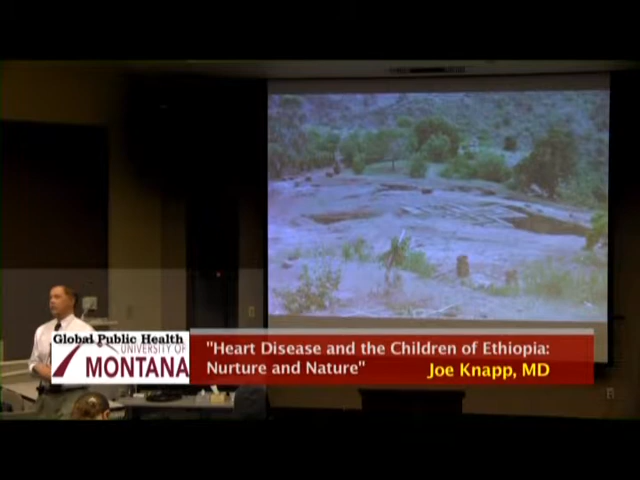 Global Public Health
UNIVERSITY OF
MONTANA
"Heart Disease and the Children of Ethiopia:
Nurture and Nature"
Joe Knapp, MD